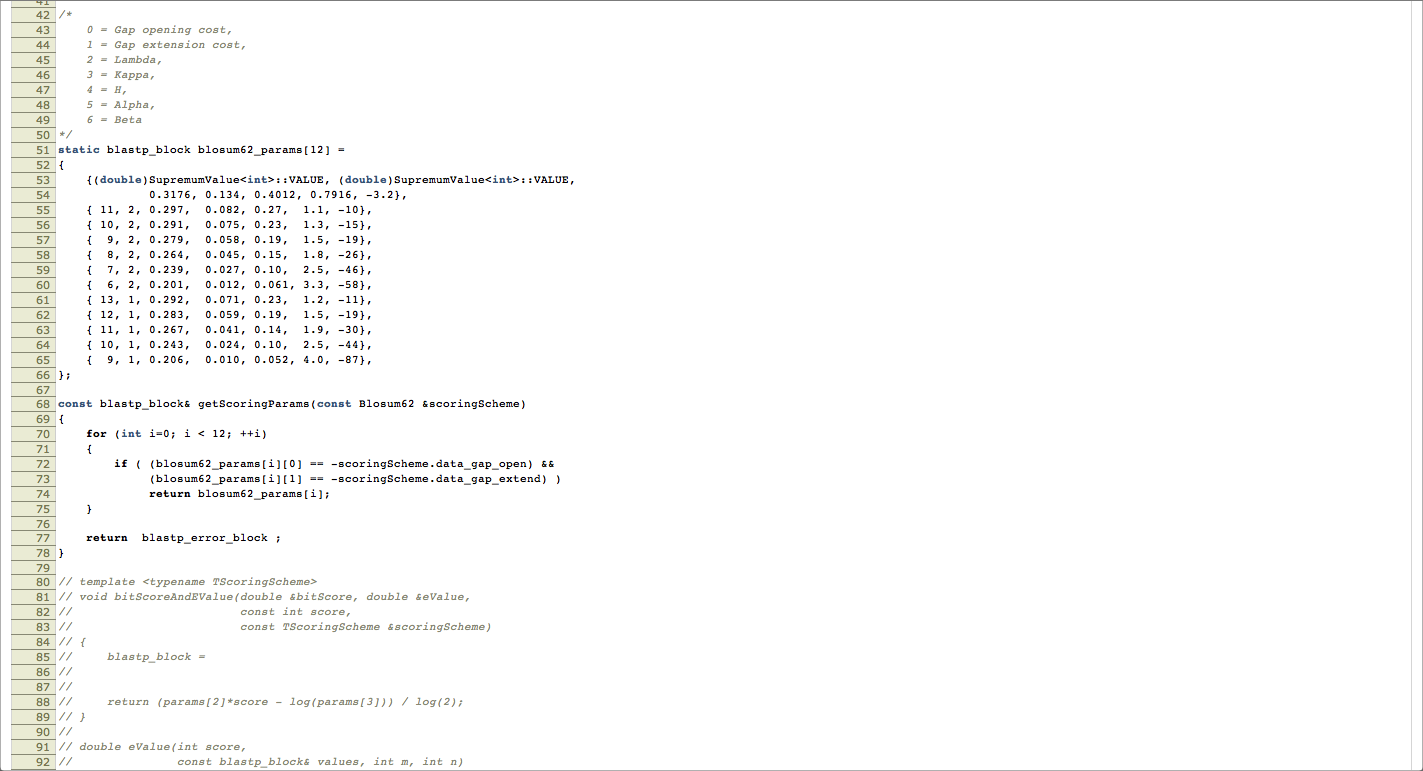 41
42 /*
43     0 = Gap opening cost,
44     1 = Gap extension cost,
45     2 = Lambda,
46     3 = Kappa,
47     4 = H,
48     5 = Alpha,
49     6 = Beta
50 */
51 static blastp_block blosum62_params[12] =
52 {
53     {(double)SupremumValue<int>::VALUE, (double)SupremumValue<int>::VALUE,
54              0.3176, 0.134, 0.4012, 0.7916, -3.2},
55     { 11, 2, 0.297,  0.082, 0.27,  1.1, -10},
56     { 10, 2, 0.291,  0.075, 0.23,  1.3, -15},
57     {  9, 2, 0.279,  0.058, 0.19,  1.5, -19},
58     {  8, 2, 0.264,  0.045, 0.15,  1.8, -26},
59     {  7, 2, 0.239,  0.027, 0.10,  2.5, -46},
60     {  6, 2, 0.201,  0.012, 0.061, 3.3, -58},
61     { 13, 1, 0.292,  0.071, 0.23,  1.2, -11},
62     { 12, 1, 0.283,  0.059, 0.19,  1.5, -19},
63     { 11, 1, 0.267,  0.041, 0.14,  1.9, -30},
64     { 10, 1, 0.243,  0.024, 0.10,  2.5, -44},
65     {  9, 1, 0.206,  0.010, 0.052, 4.0, -87},
66 };
67
68 const blastp_block& getScoringParams(const Blosum62 &scoringScheme)
69 {
70     for (int i=0; i < 12; ++i)
71     {
72         if ( (blosum62_params[i][0] == -scoringScheme.data_gap_open) &&
73              (blosum62_params[i][1] == -scoringScheme.data_gap_extend) )
74              return blosum62_params[i];
75     }
76
77     return  blastp_error_block ;
78 }
79
80 // template <typename TScoringScheme>
81 // void bitScoreAndEValue(double &bitScore, double &eValue,
82 //                        const int score,
83 //                        const TScoringScheme &scoringScheme)
84 // {
85 //     blastp_block =
86 //
87 //
88 //     return (params[2]*score - log(params[3])) / log(2);
89 // }
90 //
91 // double eValue(int score,
92 //               const blastp_block& values, int m, int n)